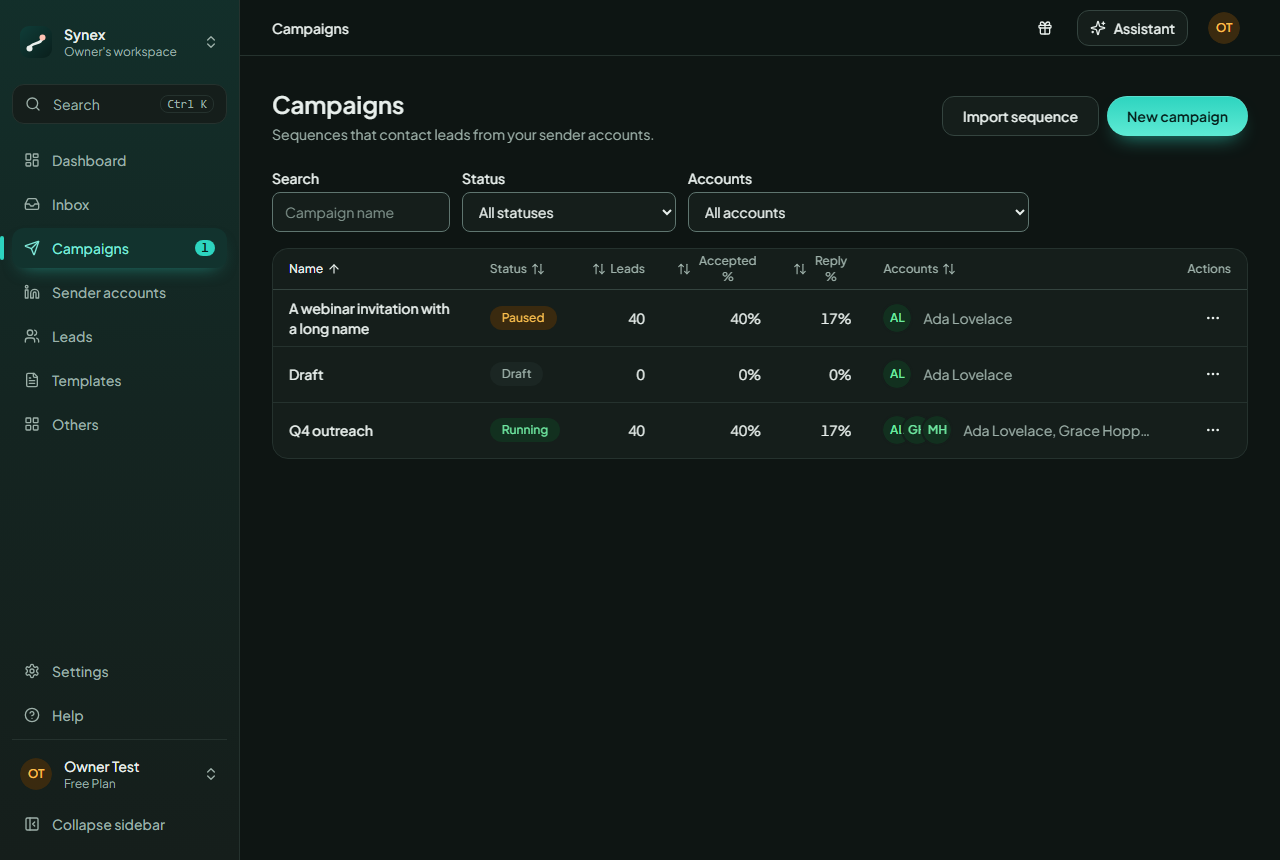 Synex
Owner's workspace
Search
Ctrl K
Dashboard
Inbox
Campaigns
1
Sender accounts
Leads
Templates
Others
Settings
Help
OT
Owner Test
Free Plan
Collapse sidebar
Campaigns
Assistant
OT
Campaigns
Sequences that contact leads from your sender accounts.
Import sequence
New campaign
Search
Status
Accounts
Campaign name
All statuses
All accounts
Name
Status
Leads
Accepted
%
Reply
%
Accounts
Actions
A webinar invitation with
a long name
Paused
40
40%
17%
AL
Ada Lovelace
Draft
Draft
0
0%
0%
AL
Ada Lovelace
Q4 outreach
Running
40
40%
17%
MH
Ada Lovelace, Grace Hopp…